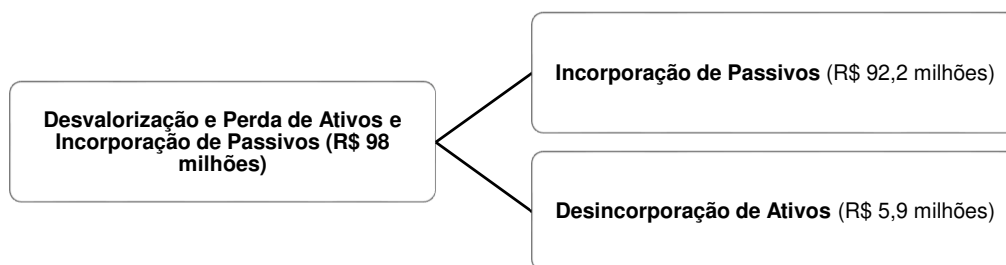 Desvalorização e Perda de Ativos e
Incorporação de Passivos (R$ 98
milhões)
Incorporação de Passivos (R$ 92,2 milhões)
Desincorporação de Ativos (R$ 5,9 milhões)